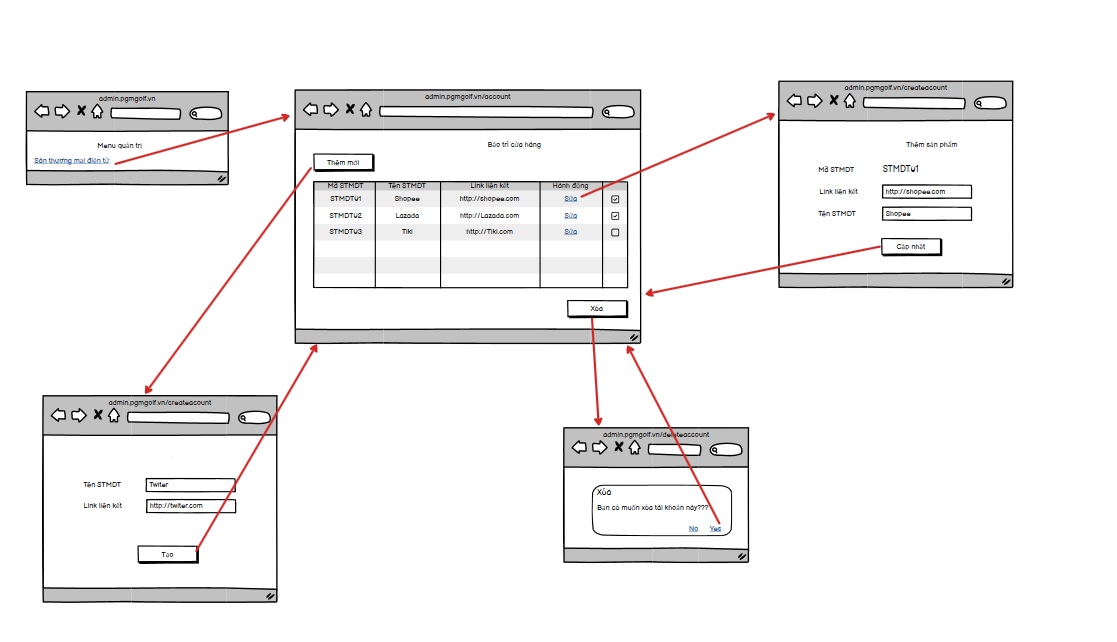 admin.pgmgolf.vn
Menu quản trị
Sàn thương mại điện tử
admin.pgmgolf.vn/account
Bảo trì cửa hàng
Thêm mới
Mã STMDT Tên STMDT Link liên kết Hành động
STMDT01 Shopee http://shopee.com Sửa
STMDT02 Lazada http://Lazada.com Sửa
STMDT03 Tiki http://Tiki.com Sửa
Xóa
admin.pgmgolf.vn/createacount
Thêm sản phẩm
Mã STMDT STMDT01
Link liên kết http://shopee.com
Tên STMDT Shopee
Cập nhật
admin.pgmgolf.vn/createacount
Tên STMDT Twiter
Link liên kết http://twiter.com
Tạo
admin.pgmgolf.vn/deleteaccount
Xóa
Bạn có muốn xóa tài khoản này???
No Yes